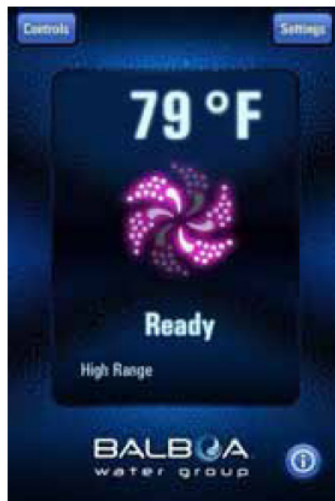 Controls
Settings
79°F
Ready
High Range
BALBOA
water group
i